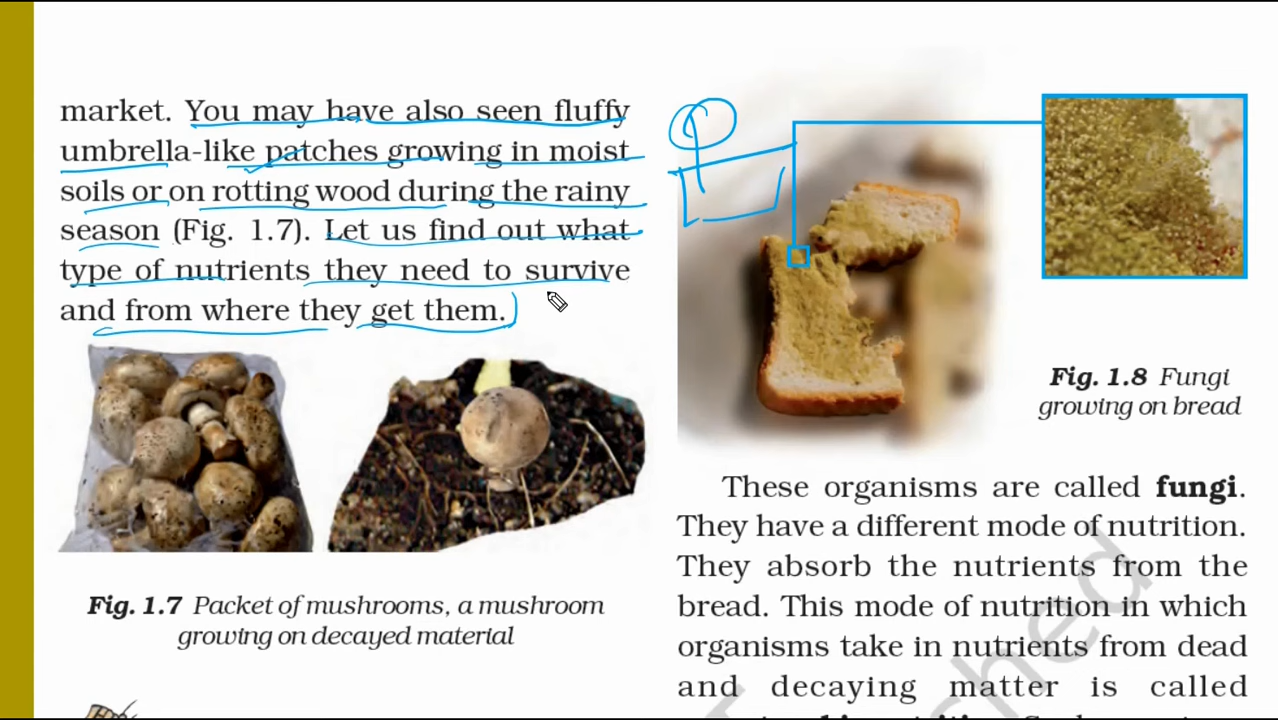 market. You may have also seen fluffy
umbrella-like patches growing in moist
soils or on rotting wood during the rainy
season (Fig. 1.7). Let us find out what
type of nutrients they need to survive
and from where they get them.
Fig. 1.7 Packet of mushrooms, a mushroom
growing on decayed material
Fig. 1.8 Fungi
growing on bread
These organisms are called fungi.
They have a different mode of nutrition.
They absorb the nutrients from the
bread. This mode of nutrition in which
organisms take in nutrients from dead
and decaying matter is called